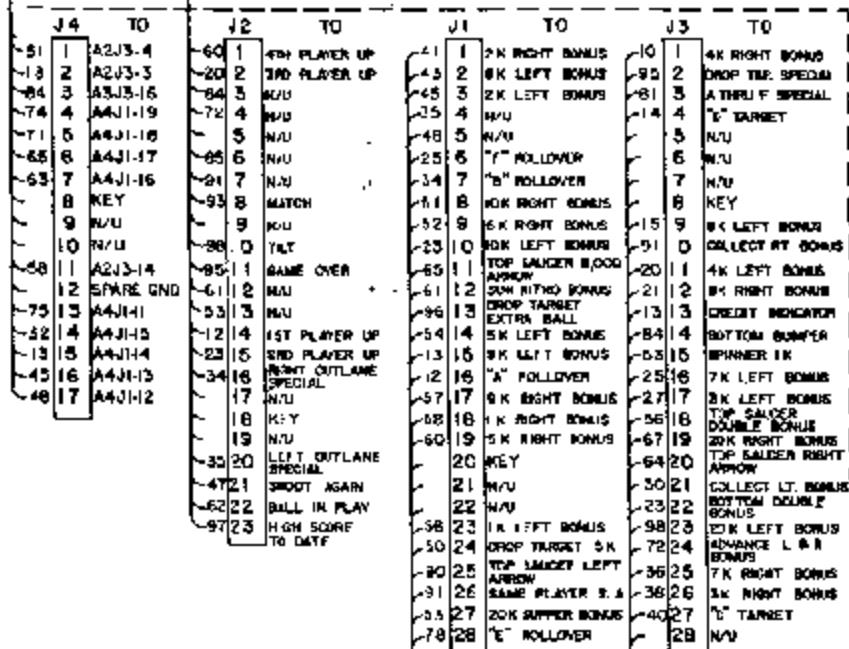 J4 TO
51 1 A2J3-4
18 2 A2J3-3
84 3 A3J3-16
74 4 A4J1-19
71 5 A4J1-18
65 6 A4J1-17
63 7 A4J1-16
8 KEY
9 N/U
10 N/U
58 11 A2J3-14
12 SPARE GND
75 13 A4J1-11
52 14 A4J1-15
13 15 A4J1-14
45 16 A4J1-13
48 17 A4J1-12
J2 TO
60 1 4TH PLAYER UP
20 2 3RD PLAYER UP
64 3 N/U
72 4 N/U
5 N/U
85 6 N/U
91 7 N/U
93 8 MATCH
9 N/U
98 0 TILT
95 11 GAME OVER
61 12 N/U
53 13 N/U
12 14 1ST PLAYER UP
23 15 2ND PLAYER UP
34 16 RIGHT OUTLANE
SPECIAL
17 N/U
18 KEY
19 N/U
35 20 LEFT OUTLANE
SPECIAL
47 21 SHOOT AGAIN
62 22 BALL IN PLAY
97 23 HIGH SCORE
TO DATE
J1 TO
41 1 2K RIGHT BONUS
43 2 8K LEFT BONUS
45 3 2K LEFT BONUS
35 4 N/U
48 5 N/U
25 6 "F" ROLLOVER
34 7 "B" ROLLOVER
51 8 10K RIGHT BONUS
52 9 6K RIGHT BONUS
23 10 10K LEFT BONUS
65 11 TOP SAUCER
ARROW
61 12 NITRO BONUS
96 13 DROP TARGET
EXTRA BALL
54 14 5K LEFT BONUS
13 15 LEFT BONUS
12 16 "A" ROLLOVER
57 17 9K RIGHT BONUS
58 18 1K RIGHT BONUS
60 19 5K RIGHT BONUS
20 KEY
21 N/U
22 N/U
56 23 1K LEFT BONUS
50 24 DROP TARGET 5K
90 25 TOP SAUCER LEFT
ARROW
91 26 SAME PLAYER S.A
53 27 20K SUPER BONUS
78 28 "E" ROLLOVER
J3 TO
10 1 4K RIGHT BONUS
95 2 DROP TAR. SPECIAL
81 3 A THRU F SPECIAL
14 4 TARGET
5 N/U
6 N/U
7 N/U
8 KEY
15 9 LEFT BONUS
91 0 COLLECT RT BONUS
20 11 4K LEFT BONUS
21 12 RIGHT BONUS
13 13 CREDIT INDICATOR
84 14 BOTTOM BUMPER
53 15 SPINNER 1K
25 16 7K LEFT BONUS
27 17 3K LEFT BONUS
56 18 TOP SAUCER
DOUBLE BONUS
67 19 20K RIGHT BONUS
64 20 TOP SAUCER RIGHT
ARROW
30 21 COLLECT LT. BONUS
23 22 BOTTOM DOUBLE
BONUS
98 23 20K LEFT BONUS
72 24 ADVANCE L & R
BONUS
36 25 7K RIGHT BONUS
38 26 3K RIGHT BONUS
40 27 TARGET
28 N/U